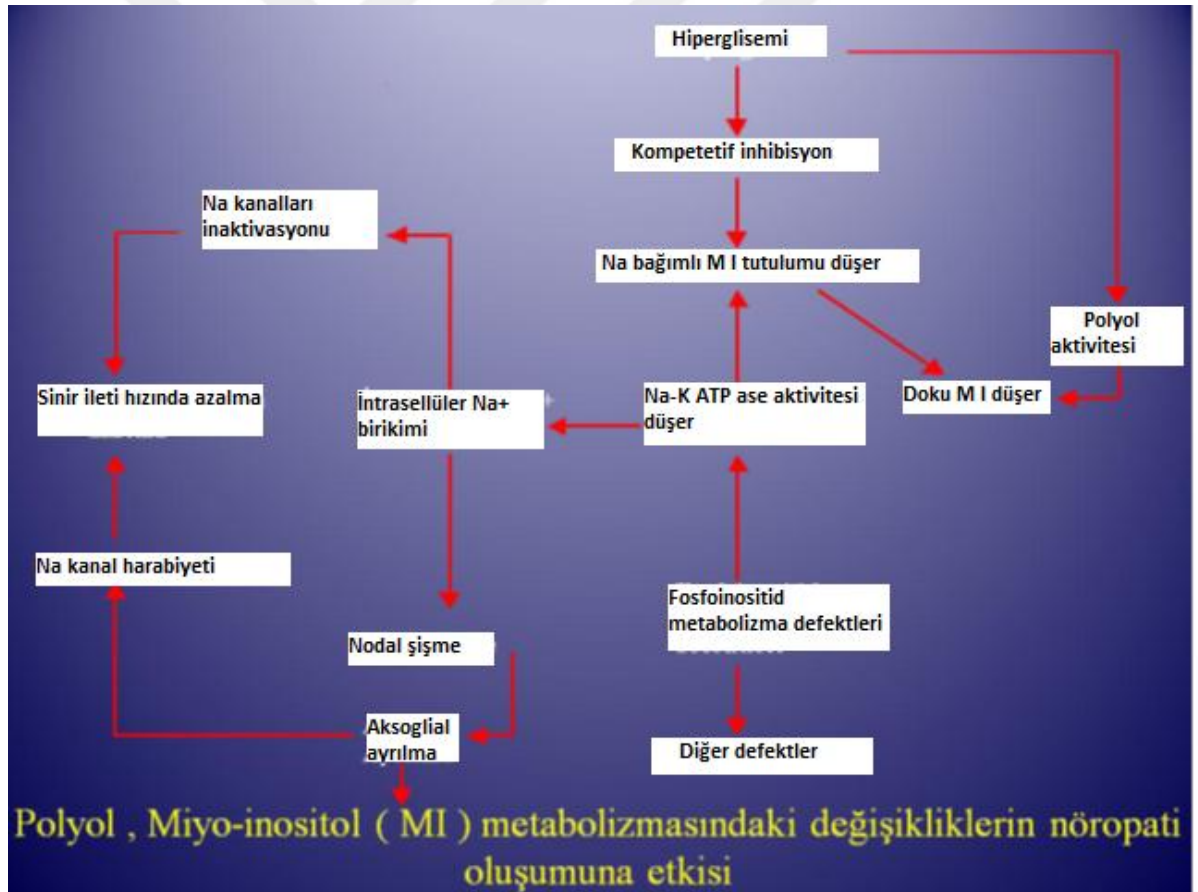 Hiperglisemi
Kompetetif inhibisyon
Na kanalları
inaktivasyonu
Na bağımlı M I tutulumu düşer
Polyol
aktivitesi
Sinir ileti hızında azalma
İntrasellüler Na+
birikimi
Na-K ATP ase aktivitesi
düşer
Doku M I düşer
Na kanal harabiyeti
Fosfoinositid
metabolizma defektleri
Nodal şişme
Aksoglial
ayrılma
Diğer defektler
Polyol , Miyo-inositol ( MI ) metabolizmasındaki değişikliklerin nöropati
oluşumuna etkisi